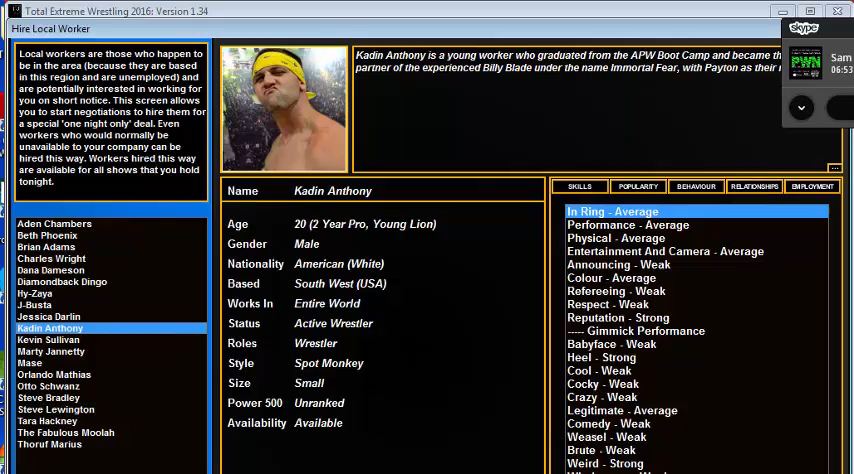 Total Extreme Wrestling 2016: Version 1.34
Hire Local Worker
Local workers are those who happen to
be in the area (because they are based
in this region and are unemployed) and
are potentially interested in working for
you on short notice. This screen allows
you to start negotiations to hire them for
a special 'one night only' deal. Even
workers who would normally be
unavailable to your company can be
hired this way. Workers hired this way
are available for all shows that you hold
tonight.
Kadin Anthony is a young worker who graduated from the APW Boot Camp and became th
partner of the experienced Billy Blade under the name Immortal Fear, with Payton as their
skype
PWN
Sam
06:53
...
Aden Chambers
Beth Phoenix
Brian Adams
Charles Wright
Dana Dameson
Diamondback Dingo
Hy-Zaya
J-Busta
Jessica Darlin
Kadin Anthony
Kevin Sullivan
Marty Jannetty
Mase
Orlando Mathias
Otto Schwanz
Steve Bradley
Steve Lewington
Tara Hackney
The Fabulous Moolah
Thoruf Marius
Name Kadin Anthony
Age 20 (2 Year Pro, Young Lion)
Gender Male
Nationality American (White)
Based South West (USA)
Works In Entire World
Status Active Wrestler
Roles Wrestler
Style Spot Monkey
Size Small
Power 500 Unranked
Availability Available
SKILLS POPULARITY BEHAVIOUR RELATIONSHIPS EMPLOYMENT
In Ring - Average
Performance - Average
Physical - Average
Entertainment And Camera - Average
Announcing - Weak
Colour - Average
Refereeing - Weak
Respect - Weak
Reputation - Strong
----- Gimmick Performance
Babyface - Weak
Heel - Strong
Cool - Weak
Cocky - Weak
Crazy - Weak
Legitimate - Average
Comedy - Weak
Weasel - Weak
Brute - Weak
Weird - Strong